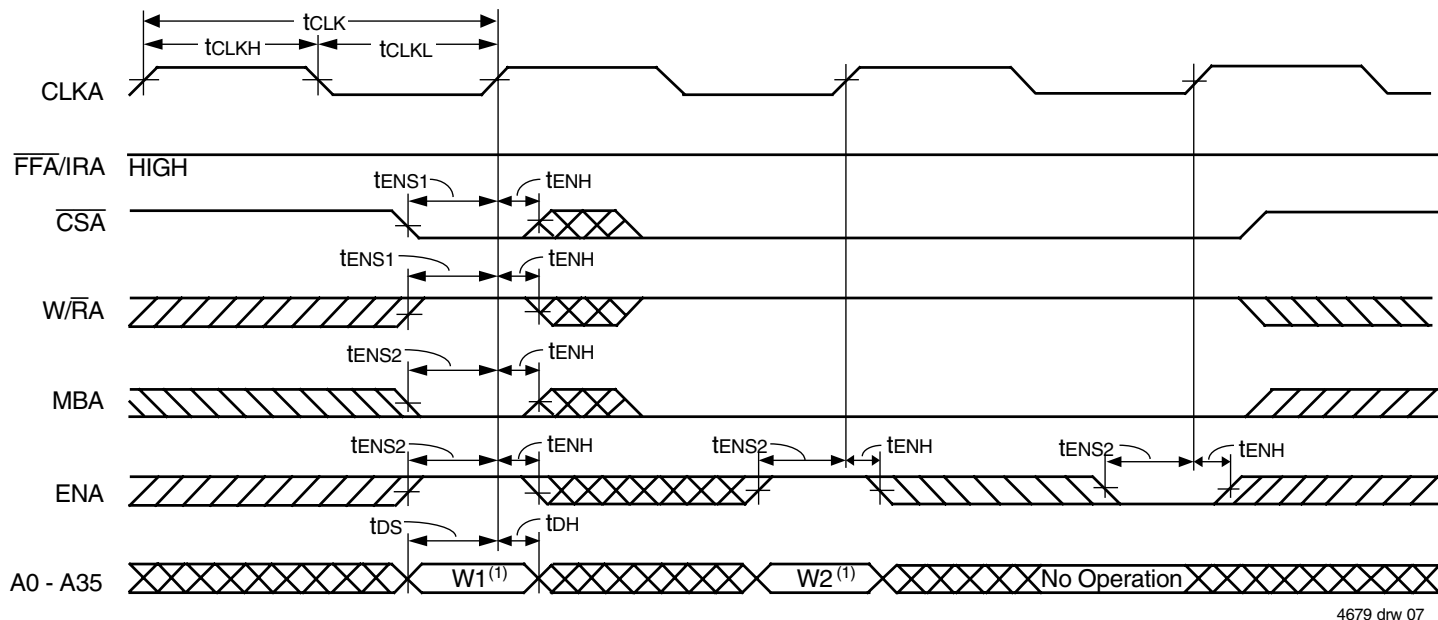 tCLK
tCLKH tCLKL
CLKA
FFA/IRA HIGH
tENS1 tENH
CSA
tENS1 tENH
W/RA
tENS2 tENH
MBA
tENS2 tENH tENS2 tENH tENS2 tENH
ENA
tDS tDH
A0 - A35 W1(1) W2(1) No Operation
4679 drw 07